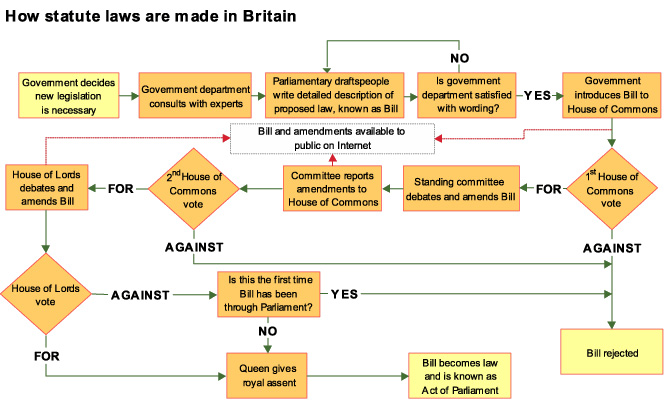 How statute laws are made in Britain
NO
Government decides
new legislation
is necessary
Government department
consults with experts
Parliamentary draftspeople
write detailed description of
proposed law, known as Bill
Is government
department satisfied
with wording?
YES
Government
introduces Bill to
House of Commons
Bill and amendments available to
public on Internet
House of Lords
debates and
amends Bill
FOR
2nd House of
Commons
vote
Committee reports
amendments to
House of Commons
Standing committee
debates and amends Bill
FOR
1st House of
Commons
vote
AGAINST
AGAINST
House of Lords
vote
AGAINST
Is this the first time
Bill has been
through Parliament?
YES
NO
FOR
Queen gives
royal assent
Bill becomes law
and is known as
Act of Parliament
Bill rejected